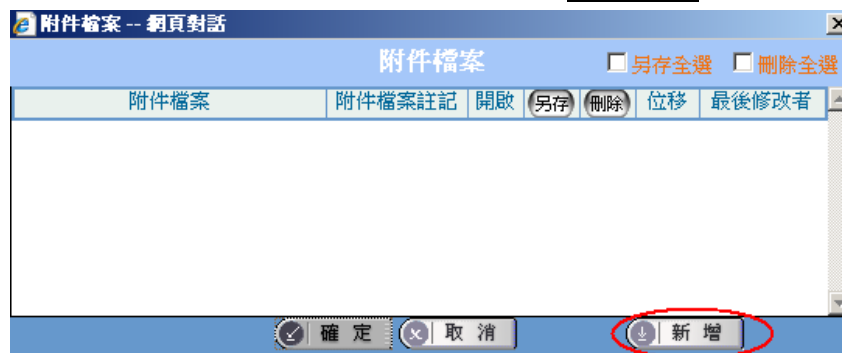 附件檔案 -- 網頁對話
附件檔案 另存全選 刪除全選
附件檔案 附件檔案註記 開啟 另存 刪除 位移 最後修改者
確定 取消 新增